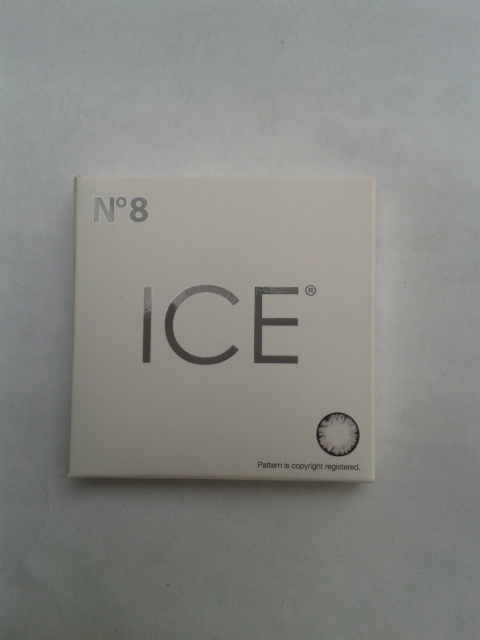 N°8
ICE®
Pattern is copyright registered.